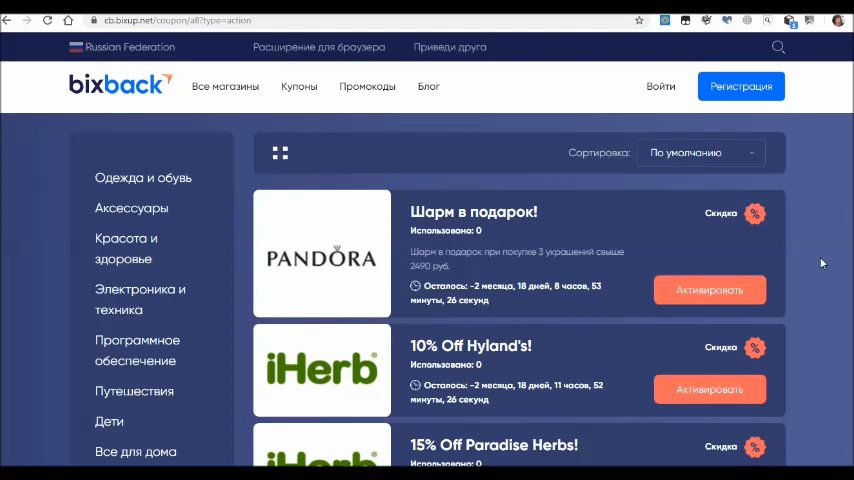 cb.bixup.net/coupon/all?type=action
Russian Federation
Расширение для браузера
Приведи друга
bixback
Все магазины
Купоны
Промокоды
Блог
Войти
Регистрация
Одежда и обувь
Аксессуары
Красота и
здоровье
Электроника и
техника
Программное
обеспечение
Путешествия
Дети
Все для дома
Сортировка:
По умолчанию
PANDORA
Шарм в подарок!
Использовано: 0
Шарм в подарок при покупке 3 украшений свыше
2490 руб.
Осталось: -2 месяца, 18 дней, 8 часов, 53
минуты, 26 секунд
Скидка
%
Активировать
iHerb
10% Off Hyland's!
Использовано: 0
Осталось: -2 месяца, 18 дней, 11 часов, 52
минуты, 26 секунд
Скидка
%
Активировать
iHerb
15% Off Paradise Herbs!
Использовано: 0
Скидка
%